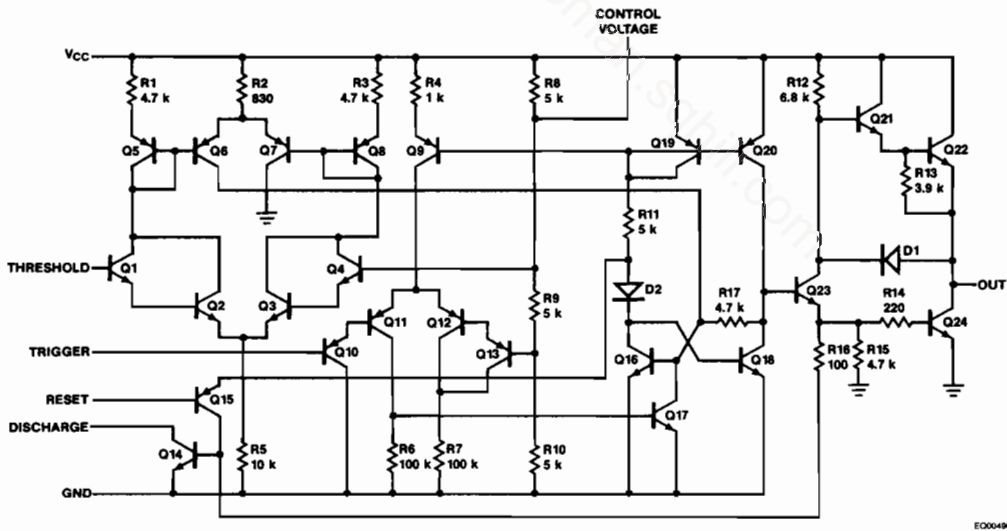 CONTROL
VOLTAGE
VCC
R1
4.7 k
R2
830
R3
4.7 k
R4
1 k
R8
5 k
R12
6.8 k
Q5
Q6
Q7
Q8
Q9
Q19
Q20
Q21
Q22
R13
3.9 k
R11
5 k
THRESHOLD
Q1
Q2
Q3
Q4
D2
D1
Q23
OUT
R9
5 k
R17
4.7 k
R14
220
Q24
Q11
Q12
TRIGGER
Q10
Q13
Q16
Q18
R16
100
R15
4.7 k
RESET
Q15
Q17
DISCHARGE
Q14
R5
10 k
R6
100 k
R7
100 k
R10
5 k
GND